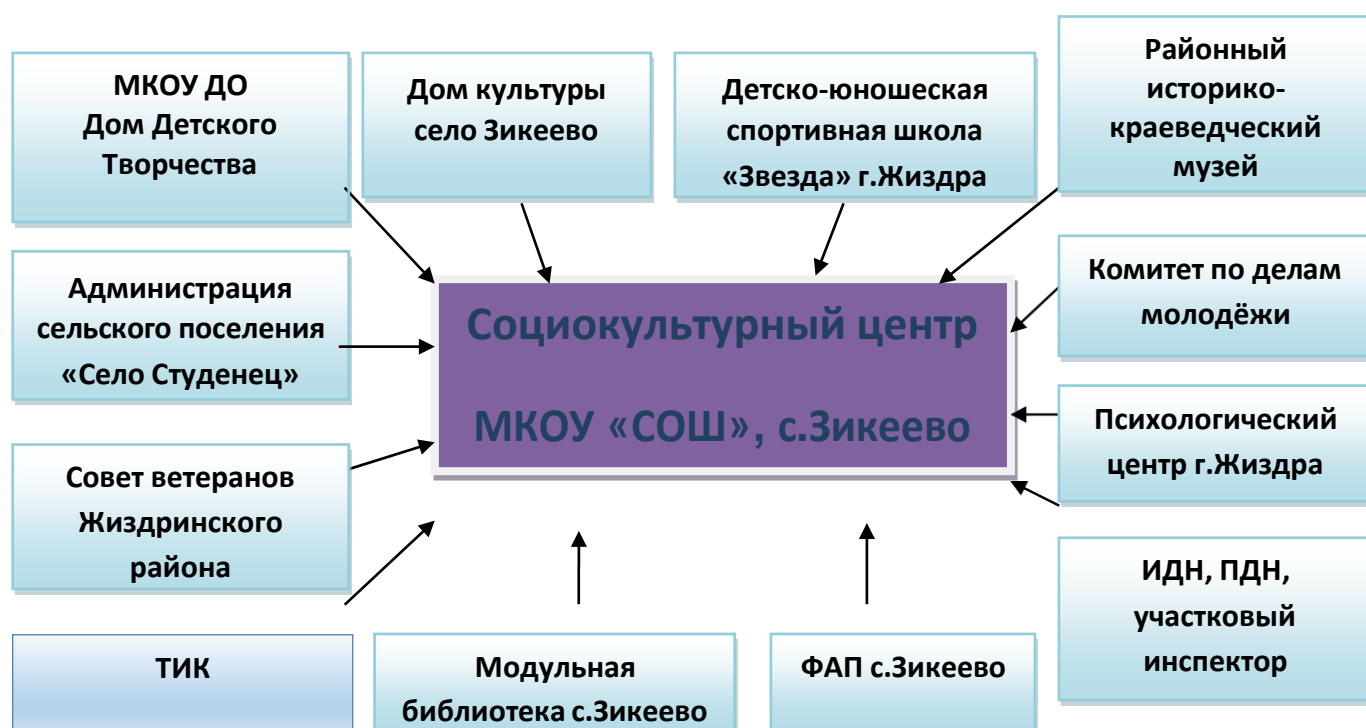 МКОУ ДО
Дом Детского
Творчества
Дом культуры
село Зикеево
Детско-юношеская
спортивная школа
«Звезда» г.Жиздра
Районный
историко-
краеведческий
музей
Администрация
сельского поселения
«Село Студенец»
Социокультурный центр
МКОУ «СОШ», с.Зикеево
Комитет по делам
молодёжи
Психологический
центр г.Жиздра
Совет ветеранов
Жиздринского
района
ИДН, ПДН,
участковый
инспектор
ТИК
Модульная
библиотека с.Зикеево
ФАП с.Зикеево